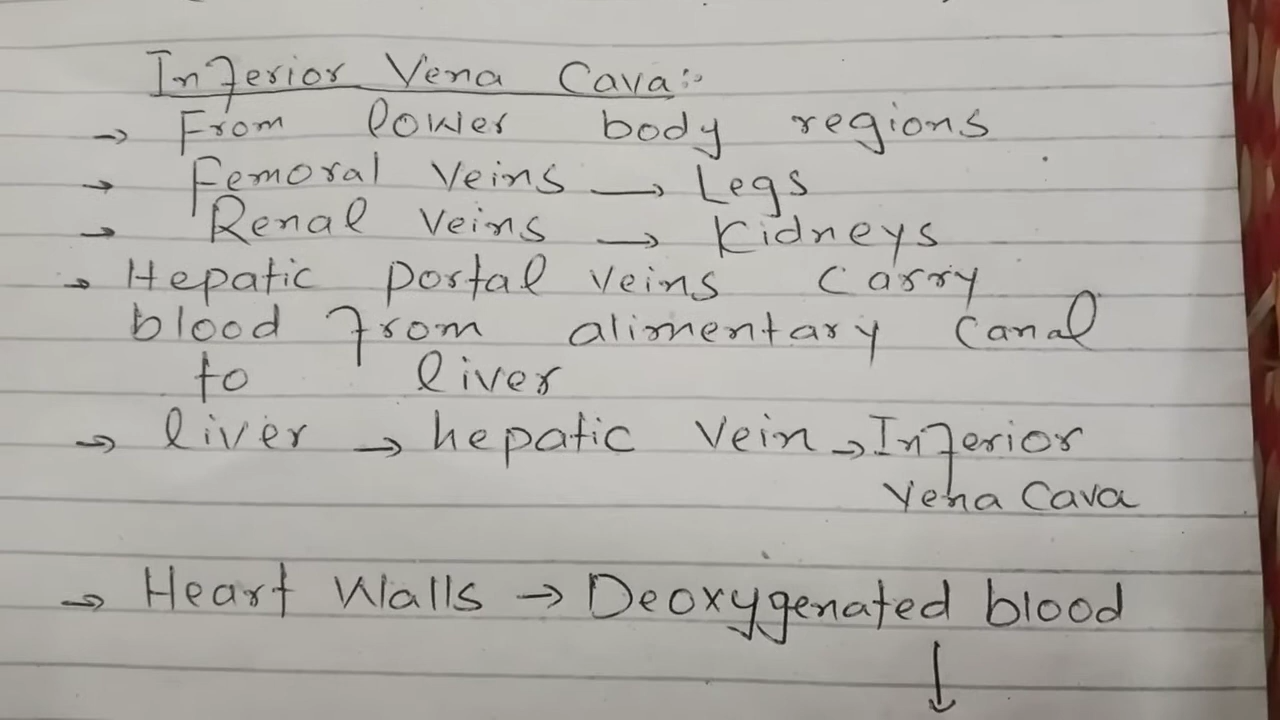 Inferior Vena Cava:-
→ From lower body regions
→ Femoral Veins → Legs
→ Renal Veins → Kidneys
→ Hepatic portal veins carry
blood from alimentary canal
to liver
→ liver → hepatic vein → Inferior
Vena Cava
→ Heart Walls → Deoxygenated blood
↓